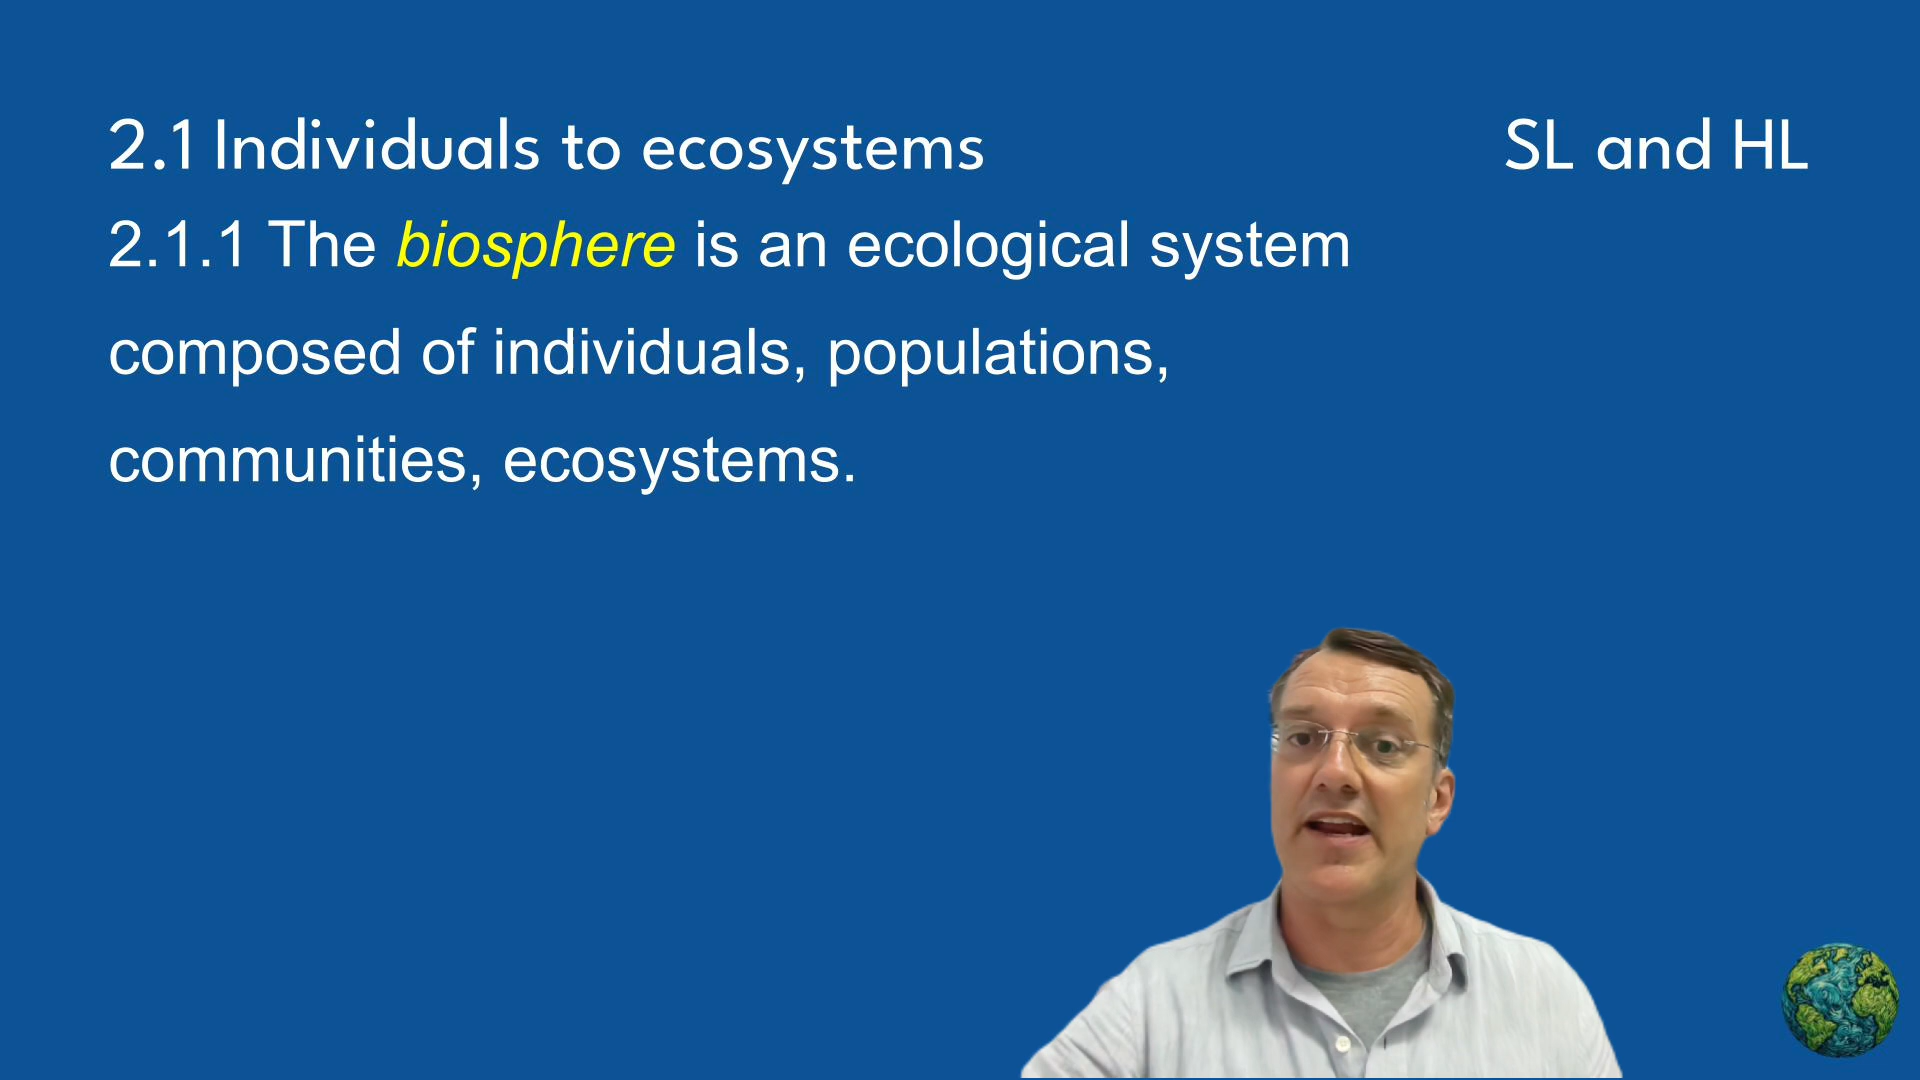 2.1 Individuals to ecosystems SL and HL
2.1.1 The biosphere is an ecological system
composed of individuals, populations,
communities, ecosystems.